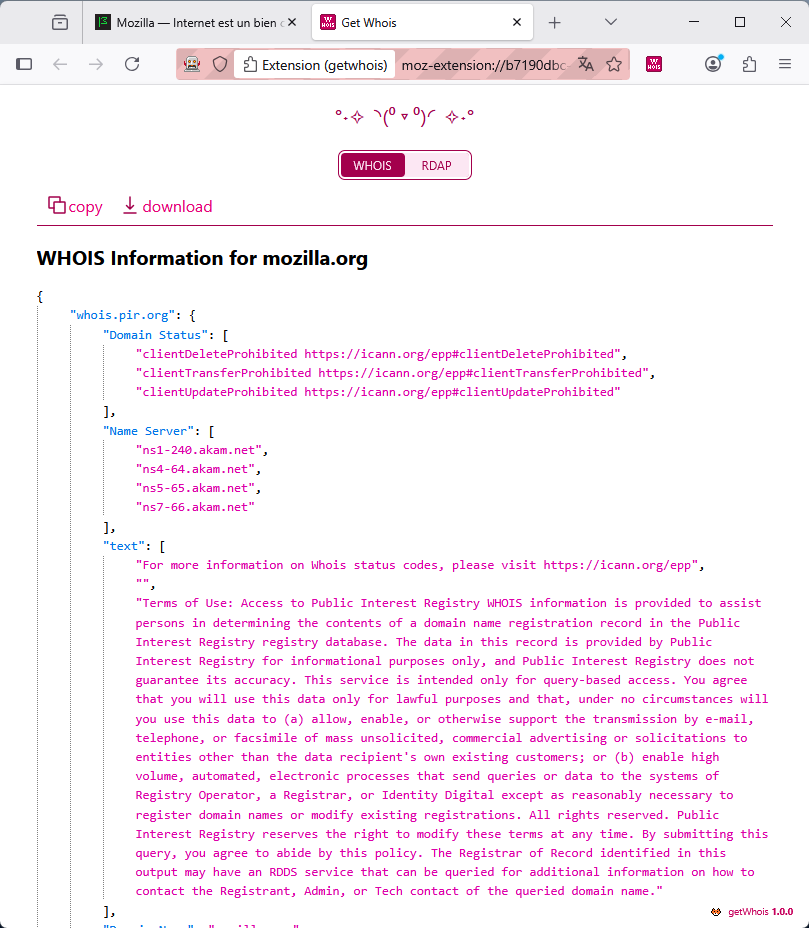 Mozilla — Internet est un bien c
Get Whois
Extension (getwhois)
moz-extension://b7190dbc-
WHOIS
°˖✧ ◝(⁰ ▿ ⁰)◜ ✧˖°
WHOIS
RDAP
copy
download
WHOIS Information for mozilla.org
{
"whois.pir.org": {
"Domain Status": [
"clientDeleteProhibited https://icann.org/epp#clientDeleteProhibited",
"clientTransferProhibited https://icann.org/epp#clientTransferProhibited",
"clientUpdateProhibited https://icann.org/epp#clientUpdateProhibited"
],
"Name Server": [
"ns1-240.akam.net",
"ns4-64.akam.net",
"ns5-65.akam.net",
"ns7-66.akam.net"
],
"text": [
"For more information on Whois status codes, please visit https://icann.org/epp",
"",
"Terms of Use: Access to Public Interest Registry WHOIS information is provided to assist
persons in determining the contents of a domain name registration record in the Public
Interest Registry registry database. The data in this record is provided by Public
Interest Registry for informational purposes only, and Public Interest Registry does not
guarantee its accuracy. This service is intended only for query-based access. You agree
that you will use this data only for lawful purposes and that, under no circumstances will
you use this data to (a) allow, enable, or otherwise support the transmission by e-mail,
telephone, or facsimile of mass unsolicited, commercial advertising or solicitations to
entities other than the data recipient's own existing customers; or (b) enable high
volume, automated, electronic processes that send queries or data to the systems of
Registry Operator, a Registrar, or Identity Digital except as reasonably necessary to
register domain names or modify existing registrations. All rights reserved. Public
Interest Registry reserves the right to modify these terms at any time. By submitting this
query, you agree to abide by this policy. The Registrar of Record identified in this
output may have an RDDS service that can be queried for additional information on how to
contact the Registrant, Admin, or Tech contact of the queried domain name."
],
getWhois 1.0.0